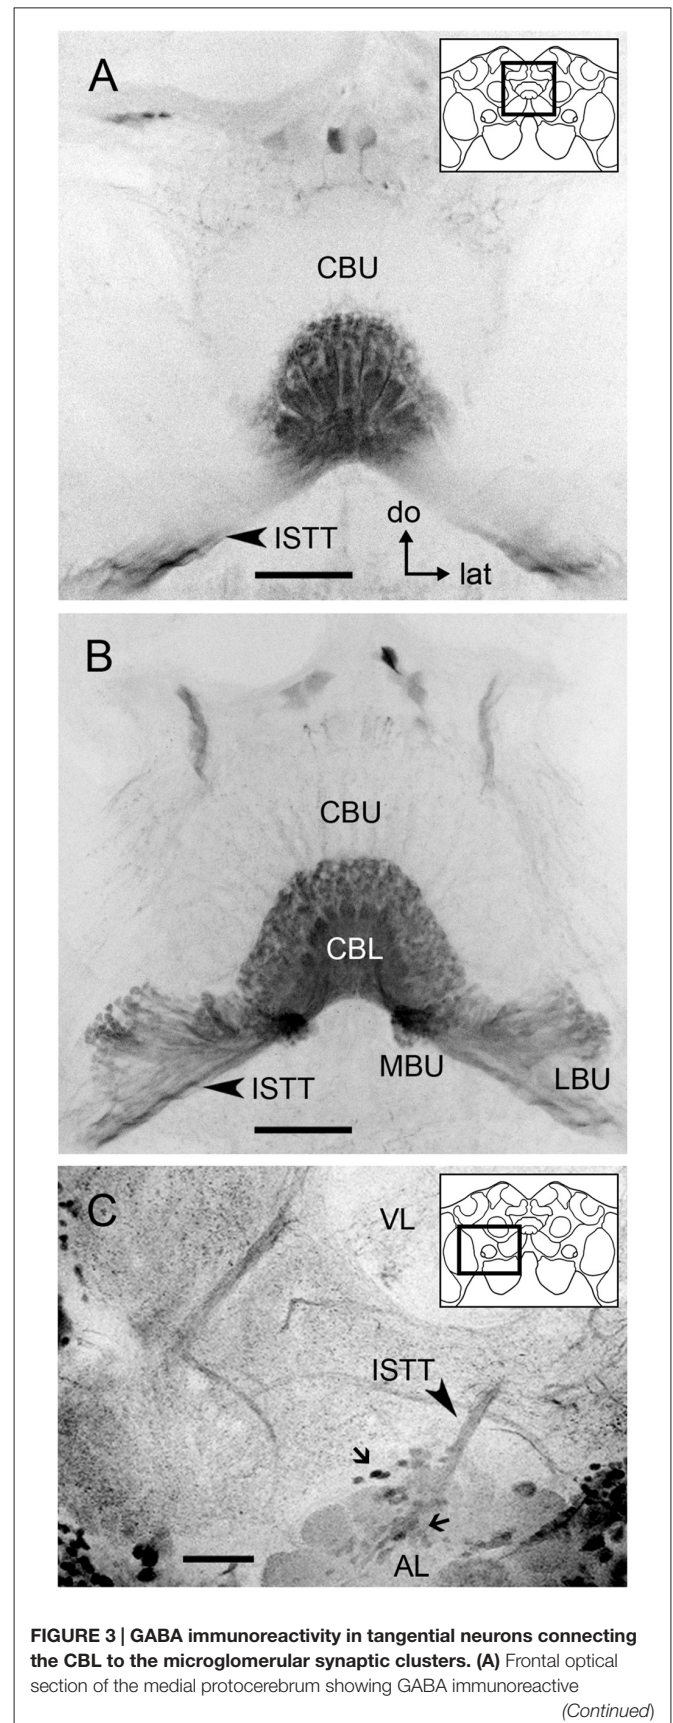 A
CBU
ISTT
do
lat
B
CBU
CBL
MBU
LBU
ISTT
C
VL
ISTT
AL
FIGURE 3 | GABA immunoreactivity in tangential neurons connecting
the CBL to the microglomerular synaptic clusters. (A) Frontal optical
section of the medial protocerebrum showing GABA immunoreactive
(Continued)